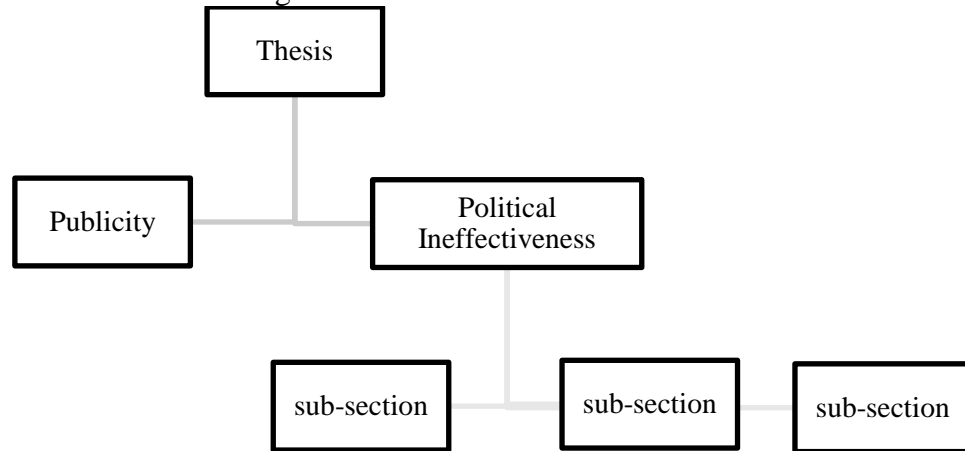 Thesis
Publicity
Political
Ineffectiveness
sub-section
sub-section
sub-section